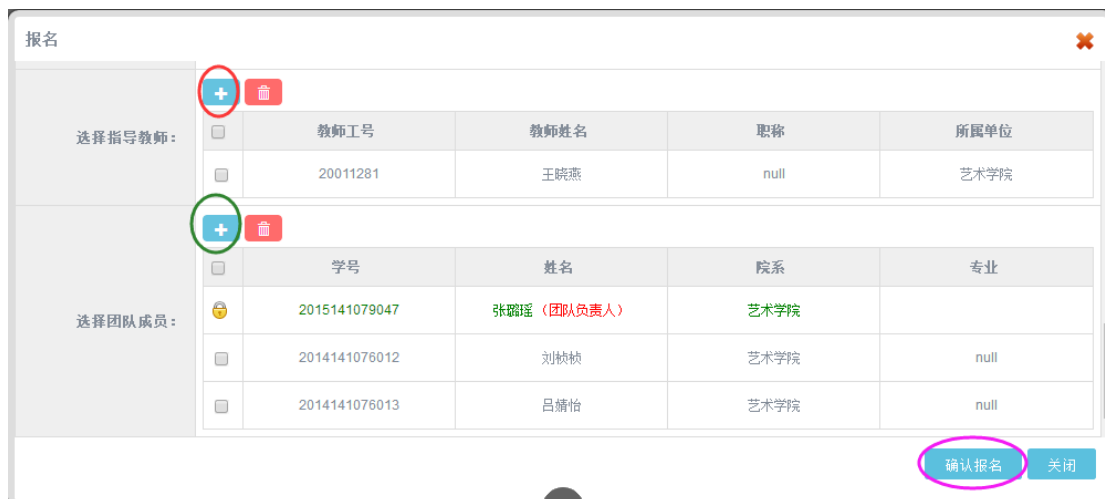 报名
选择指导教师：
教师工号 教师姓名 职称 所属单位
20011281 王晓燕 null 艺术学院
选择团队成员：
学号 姓名 院系 专业
2015141079047 张璐瑶（团队负责人） 艺术学院
2014141076012 刘桢桢 艺术学院 null
2014141076013 吕婧怡 艺术学院 null
确认报名 关闭